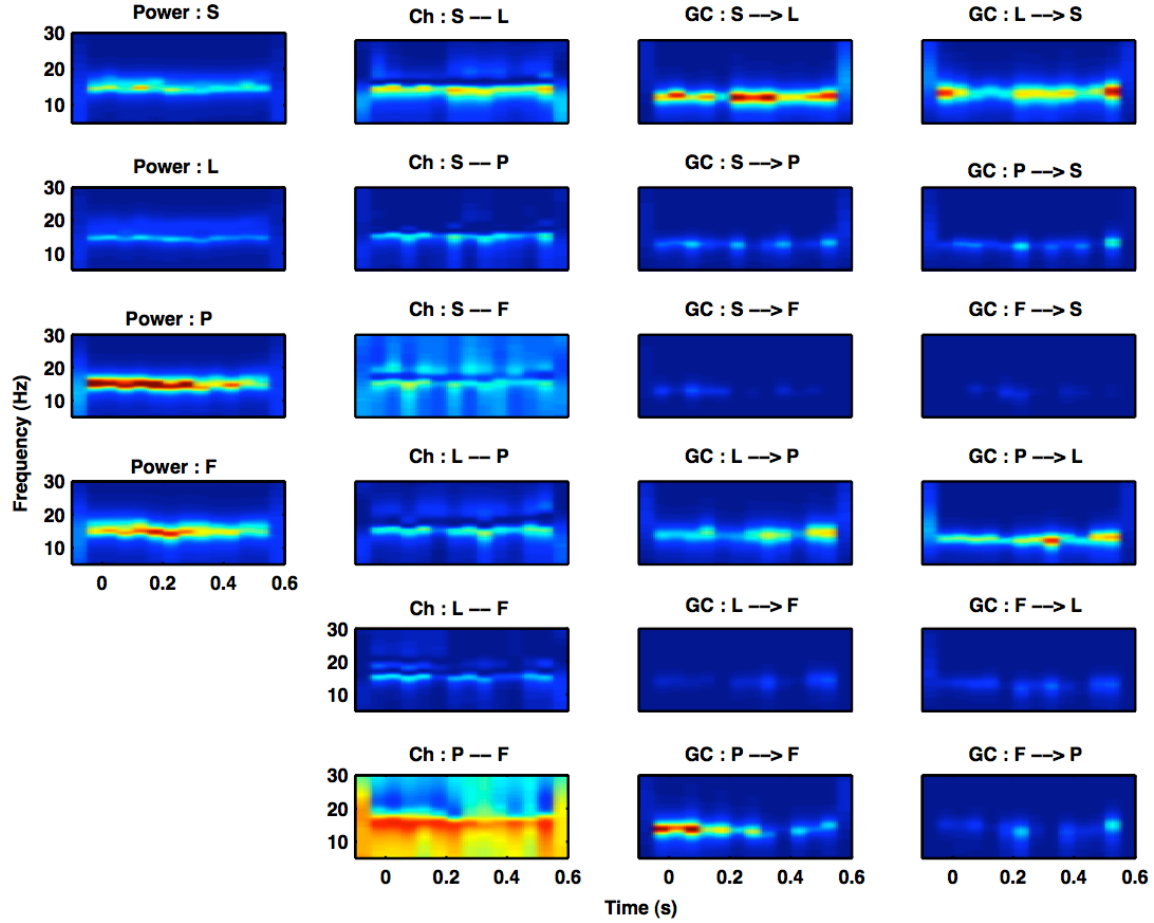 Power : S
Ch : S -- L
GC : S --> L
GC : L --> S
30
20
10
Power : L
Ch : S -- P
GC : S --> P
GC : P --> S
30
20
10
Power : P
Ch : S -- F
GC : S --> F
GC : F --> S
30
20
10
Power : F
Ch : L -- P
GC : L --> P
GC : P --> L
30
20
10
0 0.2 0.4 0.6
Frequency (Hz)
Ch : L -- F
GC : L --> F
GC : F --> L
30
20
10
Ch : P -- F
GC : P --> F
GC : F --> P
30
20
10
0 0.2 0.4 0.6
0 0.2 0.4 0.6
0 0.2 0.4 0.6
Time (s)